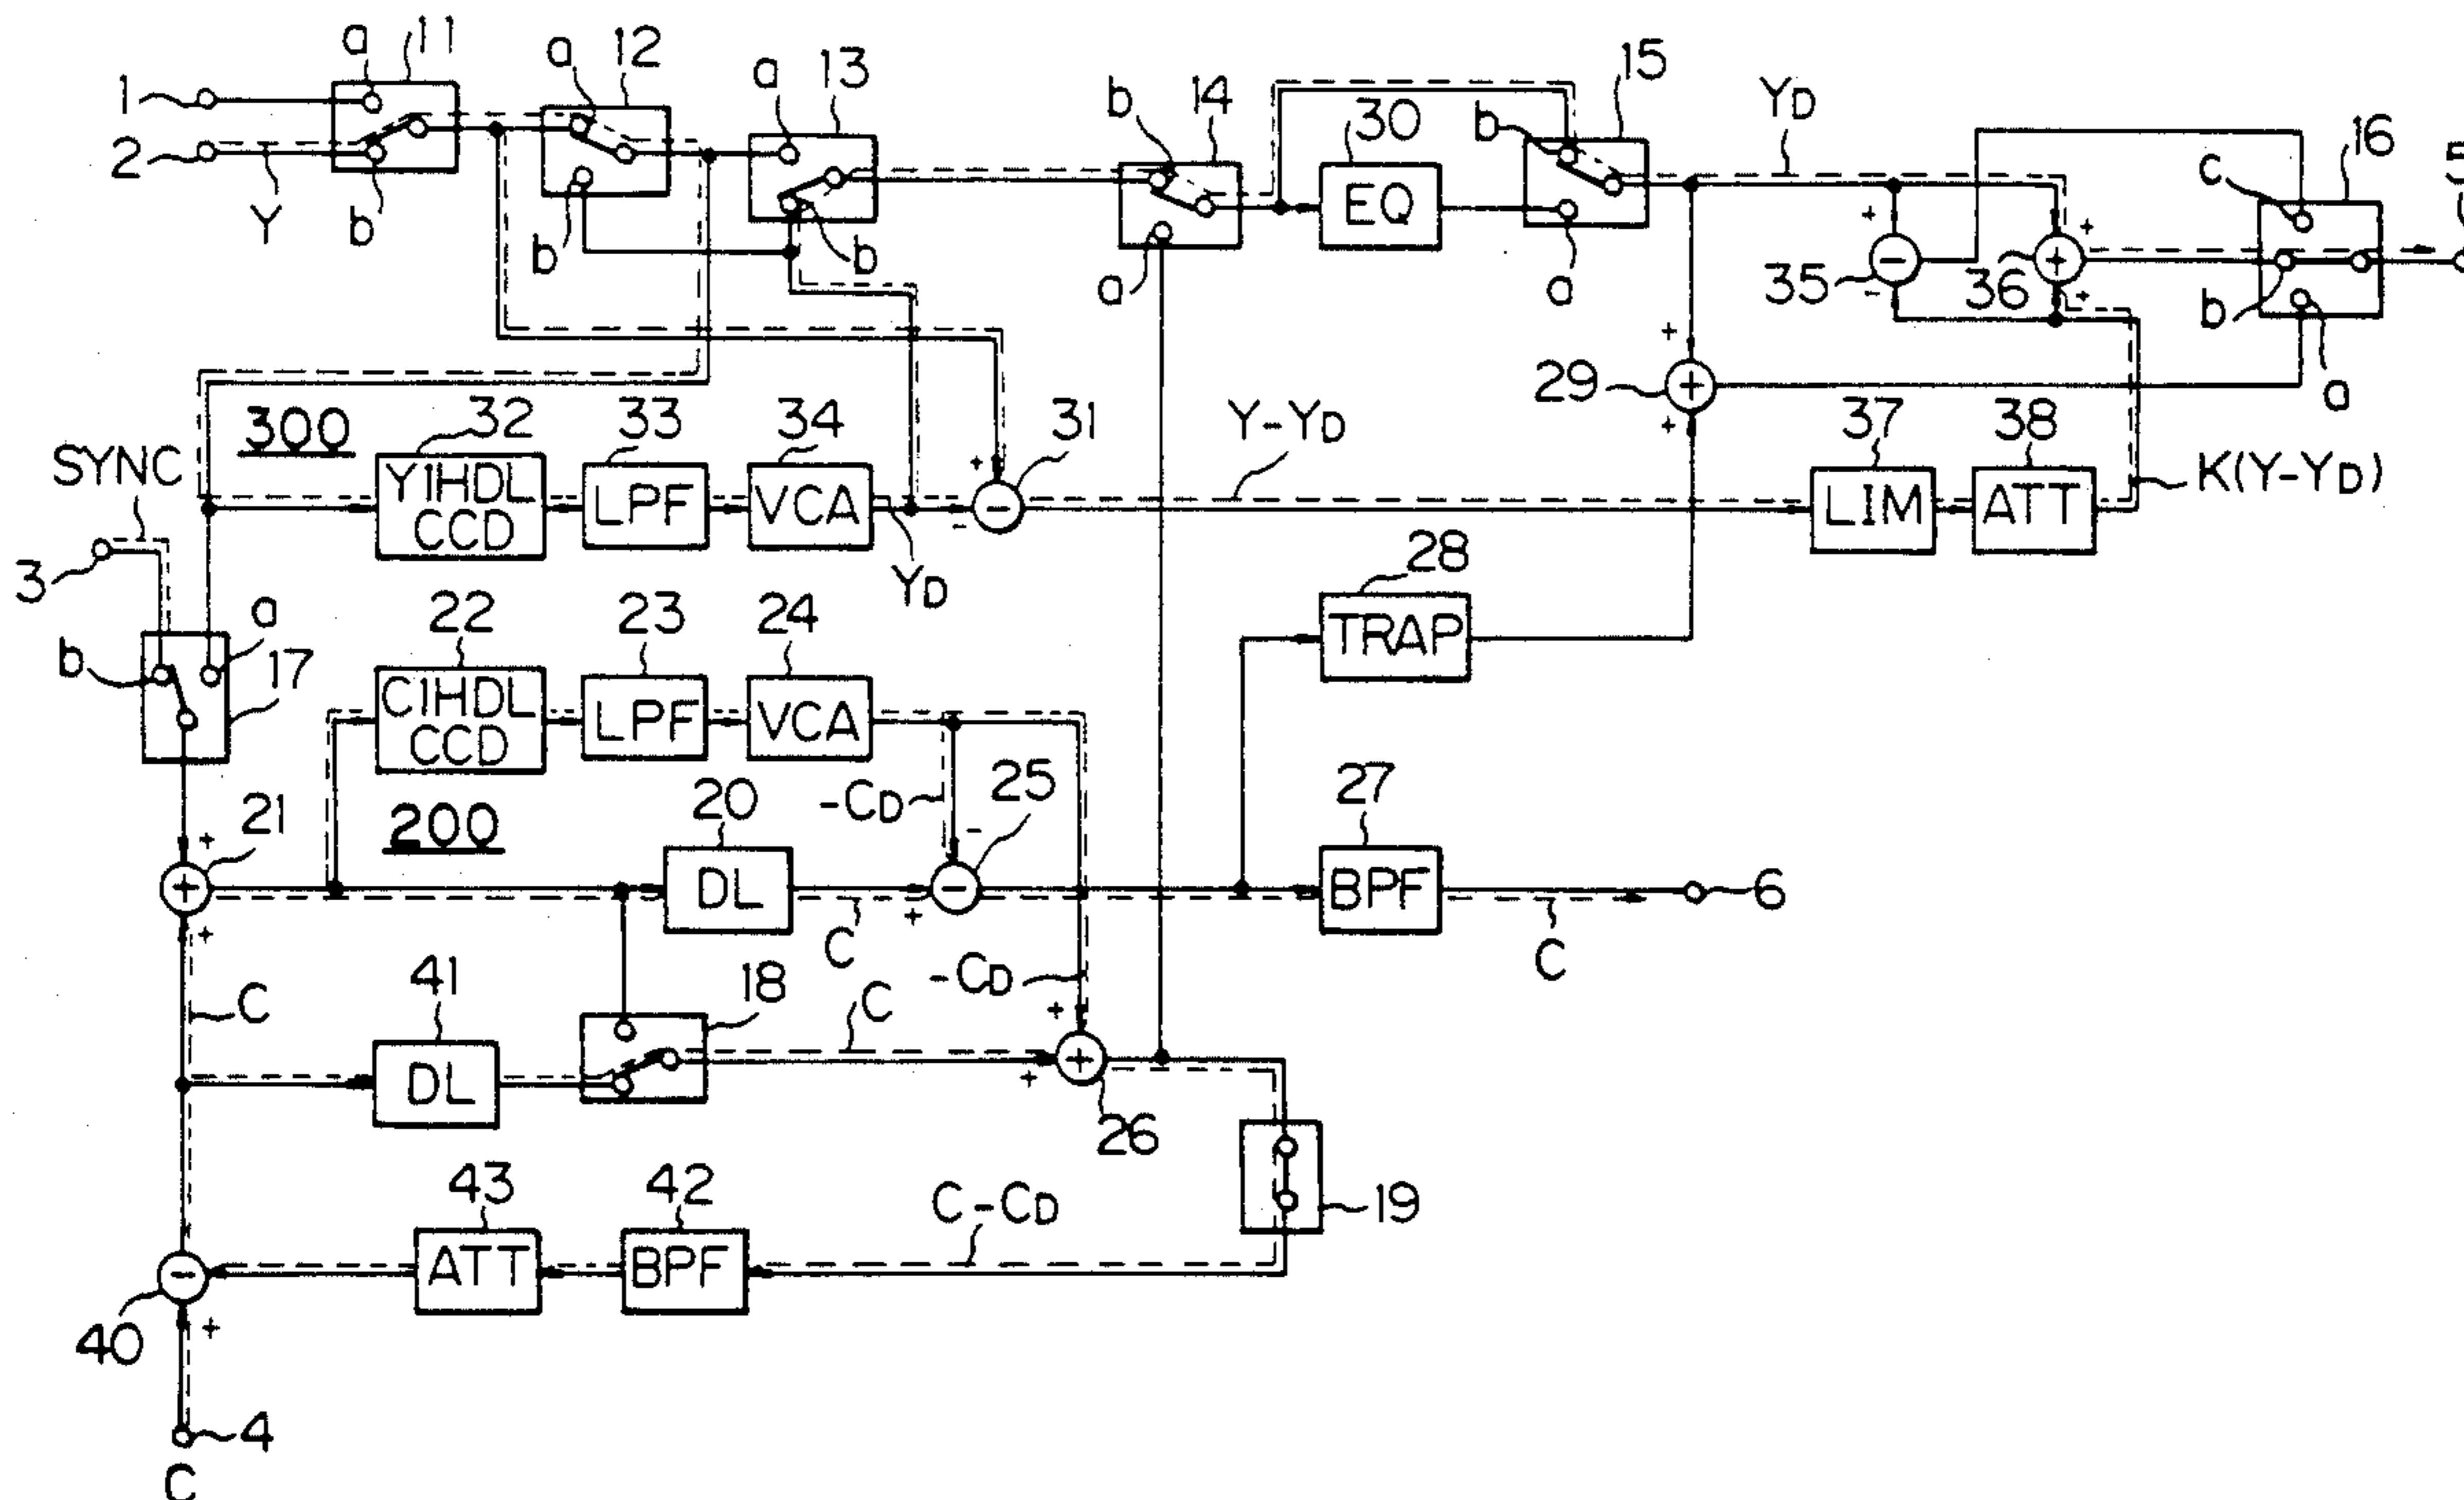 a 11
a 12
a 13
b 14
15
YD
16
5
1
2
Y
b
b
b
a
30
EQ
b
a
c
b
a
+
-
-
35
36
+
+
+
29
+
+
+
SYNC
300
32
Y1HDL
CCD
33
LPF
34
VCA
+
-
-
31
Y-YD
37
LIM
38
ATT
K(Y-YD)
YD
3
b
a
17
22
C1HDL
CCD
23
LPF
24
VCA
28
TRAP
21
+
+
+
200
20
DL
-CD
-
-
+
25
C
27
BPF
6
C
C
41
DL
18
C
-CD
+
+
+
26
19
43
ATT
42
BPF
C-CD
-
40
+
4
C